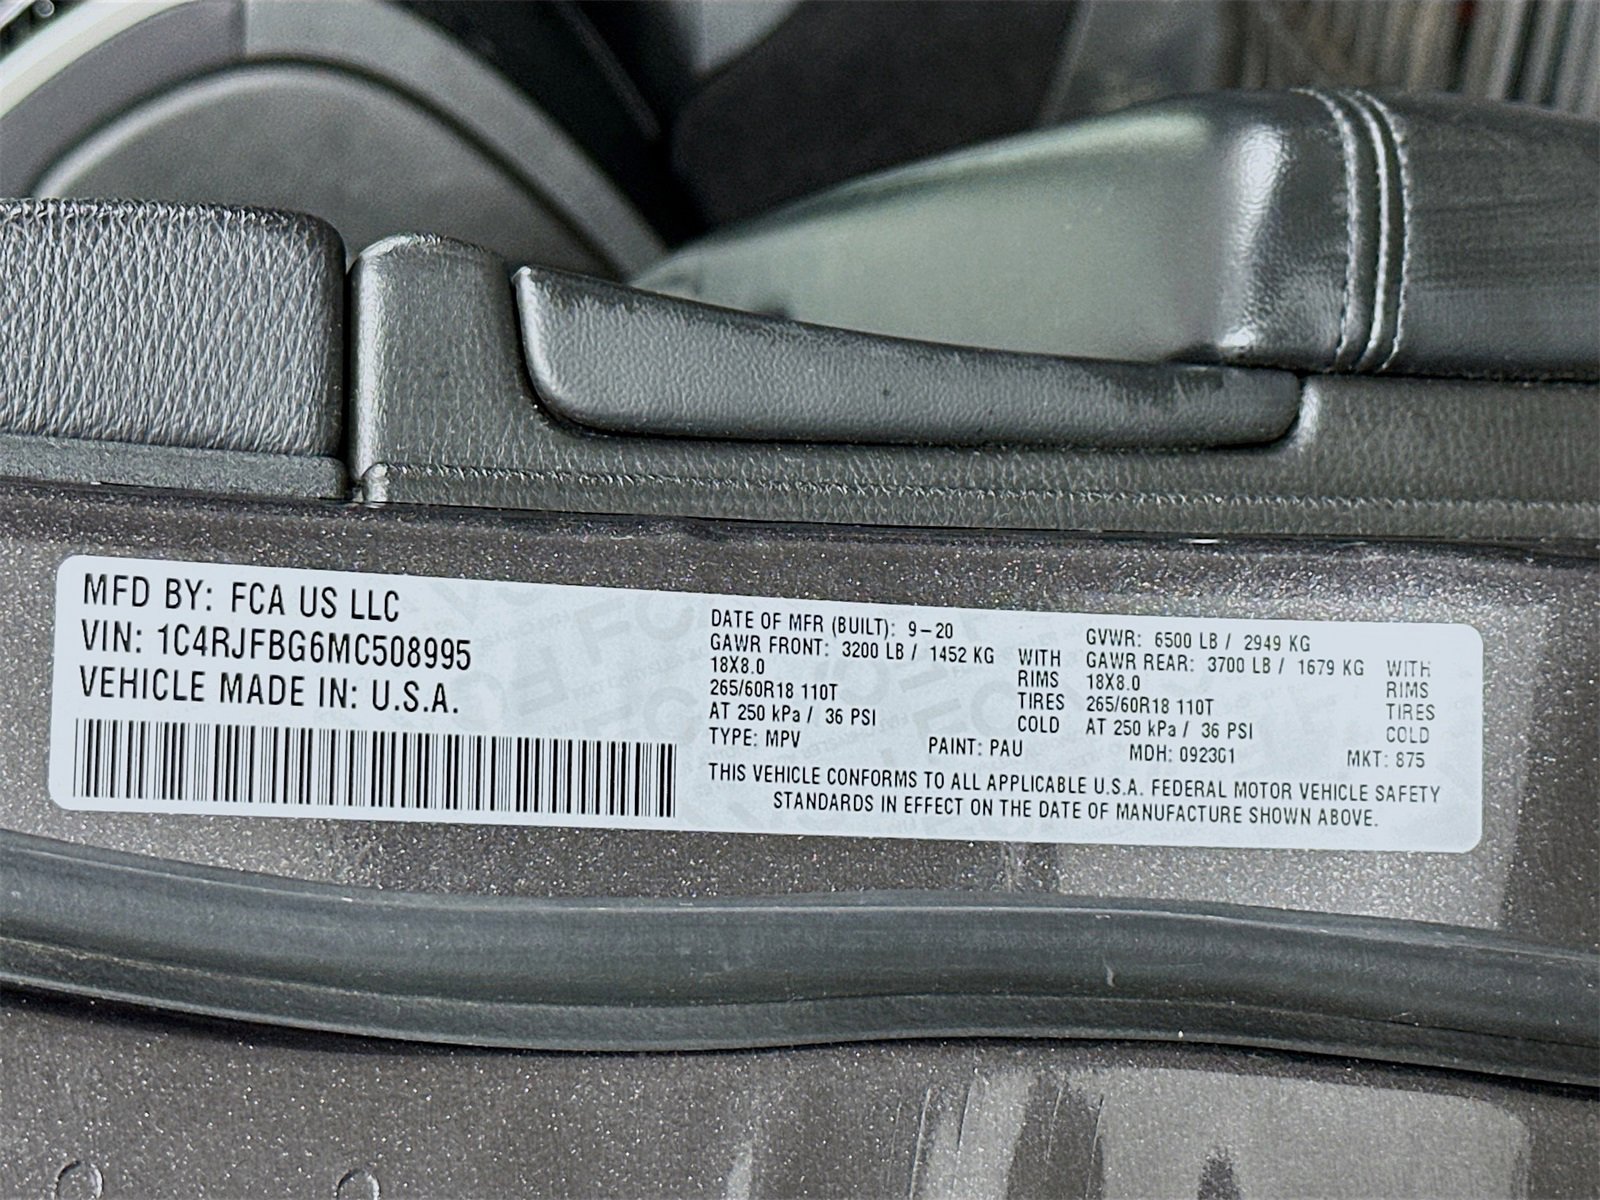 MFD BY: FCA US LLC
VIN: 1C4RJFBG6MC508995
VEHICLE MADE IN: U.S.A.
DATE OF MFR (BUILT): 9-20
GAWR FRONT: 3200 LB / 1452 KG WITH
18X8.0 RIMS
265/60R18 110T TIRES
AT 250 kPa / 36 PSI COLD
GVWR: 6500 LB / 2949 KG
GAWR REAR: 3700 LB / 1679 KG WITH
18X8.0 RIMS
265/60R18 110T TIRES
AT 250 kPa / 36 PSI COLD
TYPE: MPV PAINT: PAU MDH: 092301 MKT: 875
THIS VEHICLE CONFORMS TO ALL APPLICABLE U.S.A. FEDERAL MOTOR VEHICLE SAFETY
STANDARDS IN EFFECT ON THE DATE OF MANUFACTURE SHOWN ABOVE.